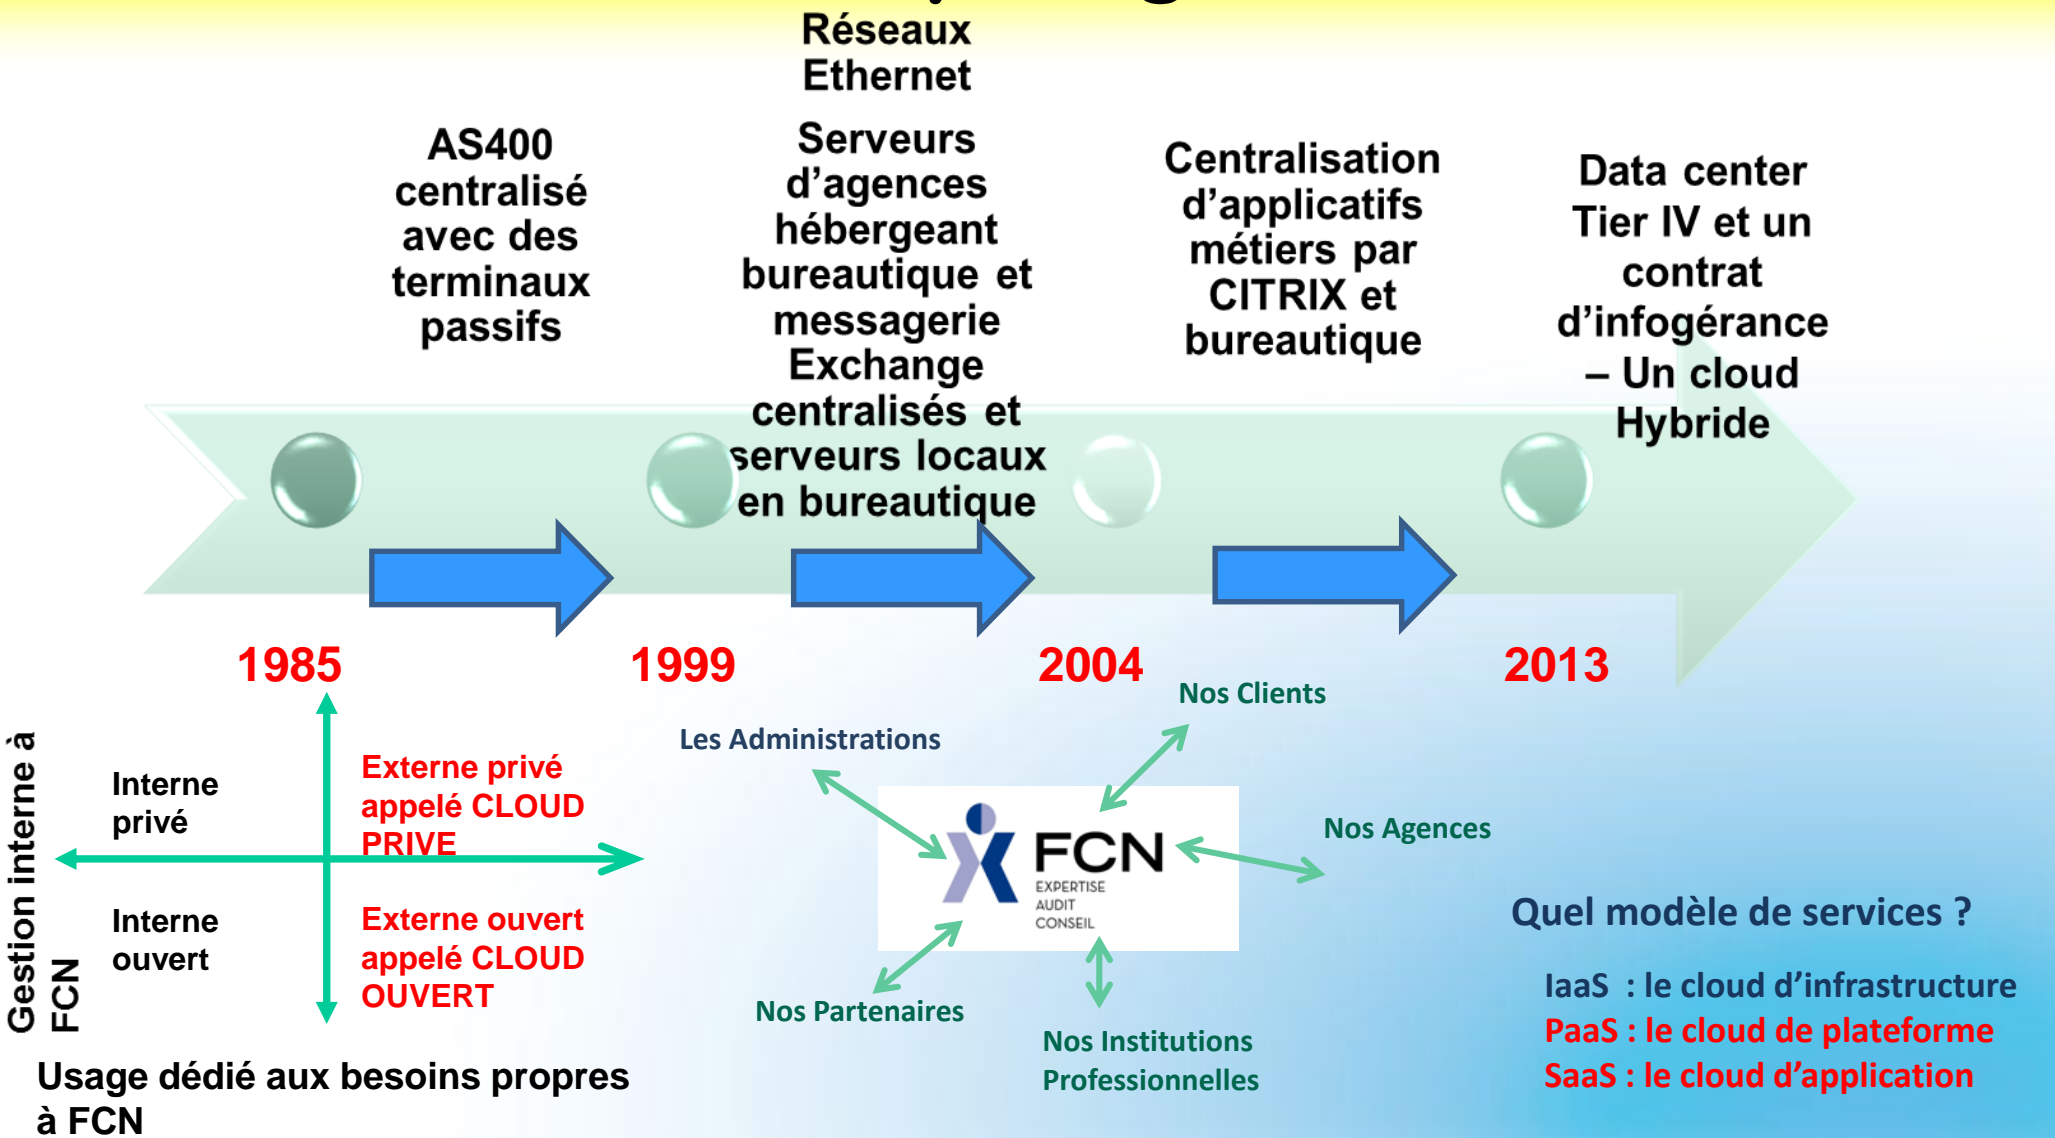 Réseaux
Ethernet
AS400
centralisé
avec des
terminaux
passifs
Serveurs
d’agences
hébergeant
bureautique et
messagerie
Exchange
centralisés et
serveurs locaux
en bureautique
Centralisation
d’applicatifs
métiers par
CITRIX et
bureautique
Data center
Tier IV et un
contrat
d’infogérance
– Un cloud
Hybride
1985
1999
2004
2013
Gestion interne à
FCN
Interne
privé
Externe privé
appelé CLOUD
PRIVE
Interne
ouvert
Externe ouvert
appelé CLOUD
OUVERT
Usage dédié aux besoins propres
à FCN
Les Administrations
Nos Clients
Nos Agences
FCN
EXPERTISE
AUDIT
CONSEIL
Nos Partenaires
Nos Institutions
Professionnelles
Quel modèle de services ?
IaaS : le cloud d’infrastructure
PaaS : le cloud de plateforme
SaaS : le cloud d’application